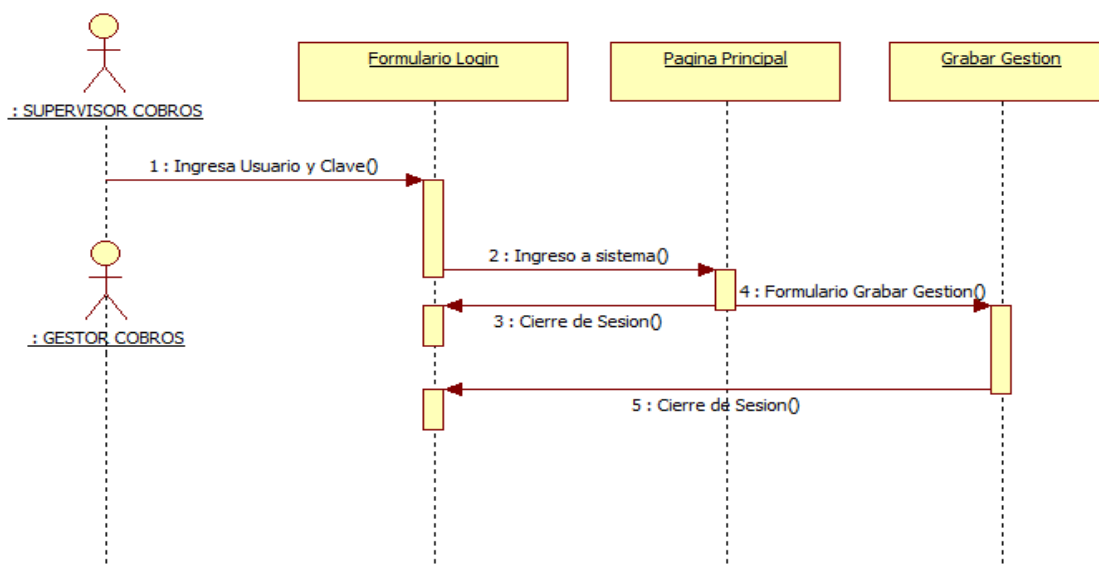 Formulario Login
Pagina Principal
Grabar Gestion
: SUPERVISOR COBROS
1 : Ingresa Usuario y Clave()
2 : Ingreso a sistema()
4 : Formulario Grabar Gestion()
3 : Cierre de Sesion()
: GESTOR COBROS
5 : Cierre de Sesion()